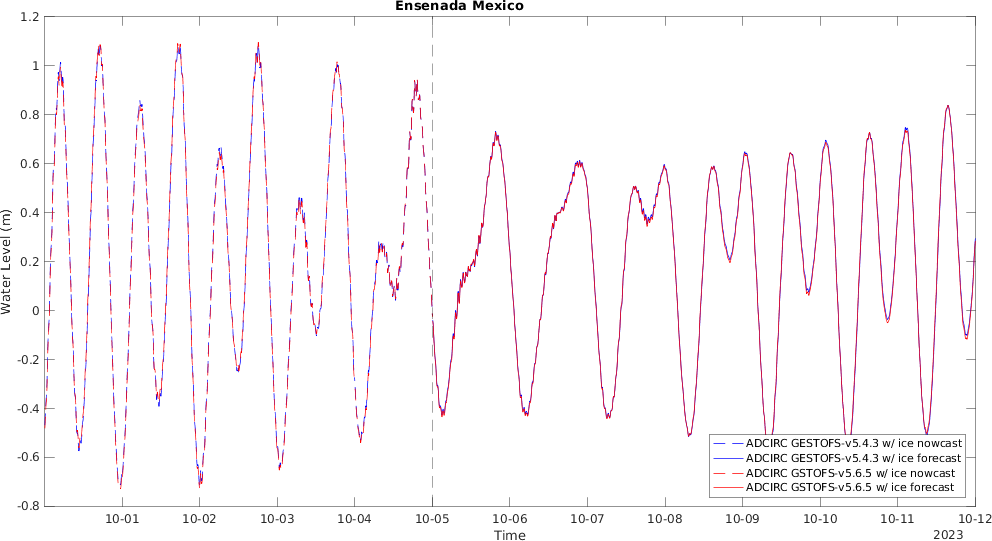 Ensenada Mexico
1.2
1
0.8
0.6
0.4
0.2
0
-0.2
-0.4
-0.6
-0.8
Water Level (m)
ADCIRC GESTOFS-v5.4.3 w/ ice nowcast
ADCIRC GESTOFS-v5.4.3 w/ ice forecast
ADCIRC GSTOFS-v5.6.5 w/ ice nowcast
ADCIRC GSTOFS-v5.6.5 w/ ice forecast
10-01 10-02 10-03 10-04 10-05 10-06 10-07 10-08 10-09 10-10 10-11 10-12
Time
2023